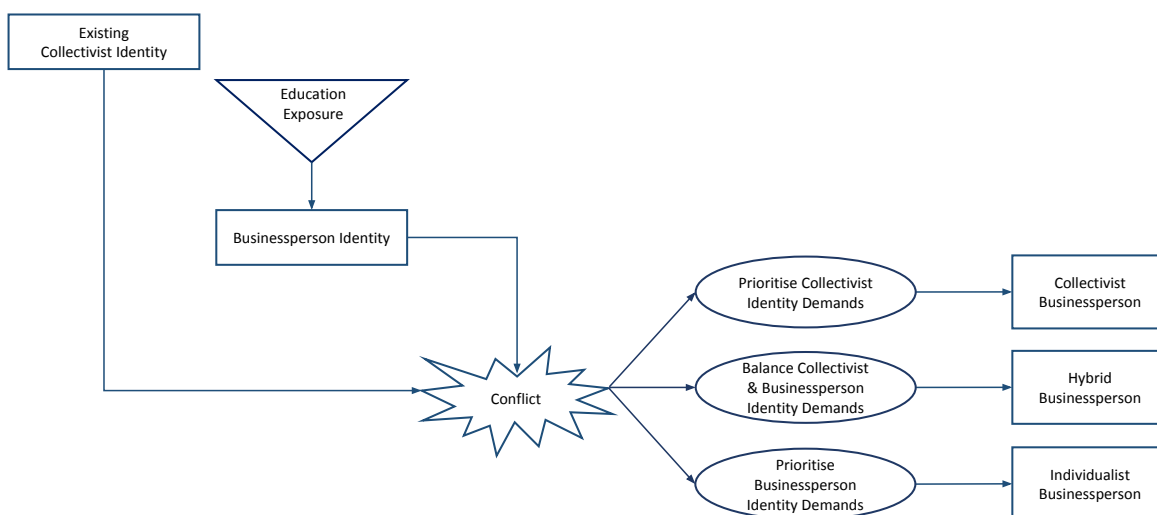 Existing
Collectivist Identity
Education
Exposure
Businessperson Identity
Conflict
Prioritise Collectivist
Identity Demands
Collectivist
Businessperson
Balance Collectivist
& Businessperson
Identity Demands
Hybrid
Businessperson
Prioritise
Businessperson
Identity Demands
Individualist
Businessperson